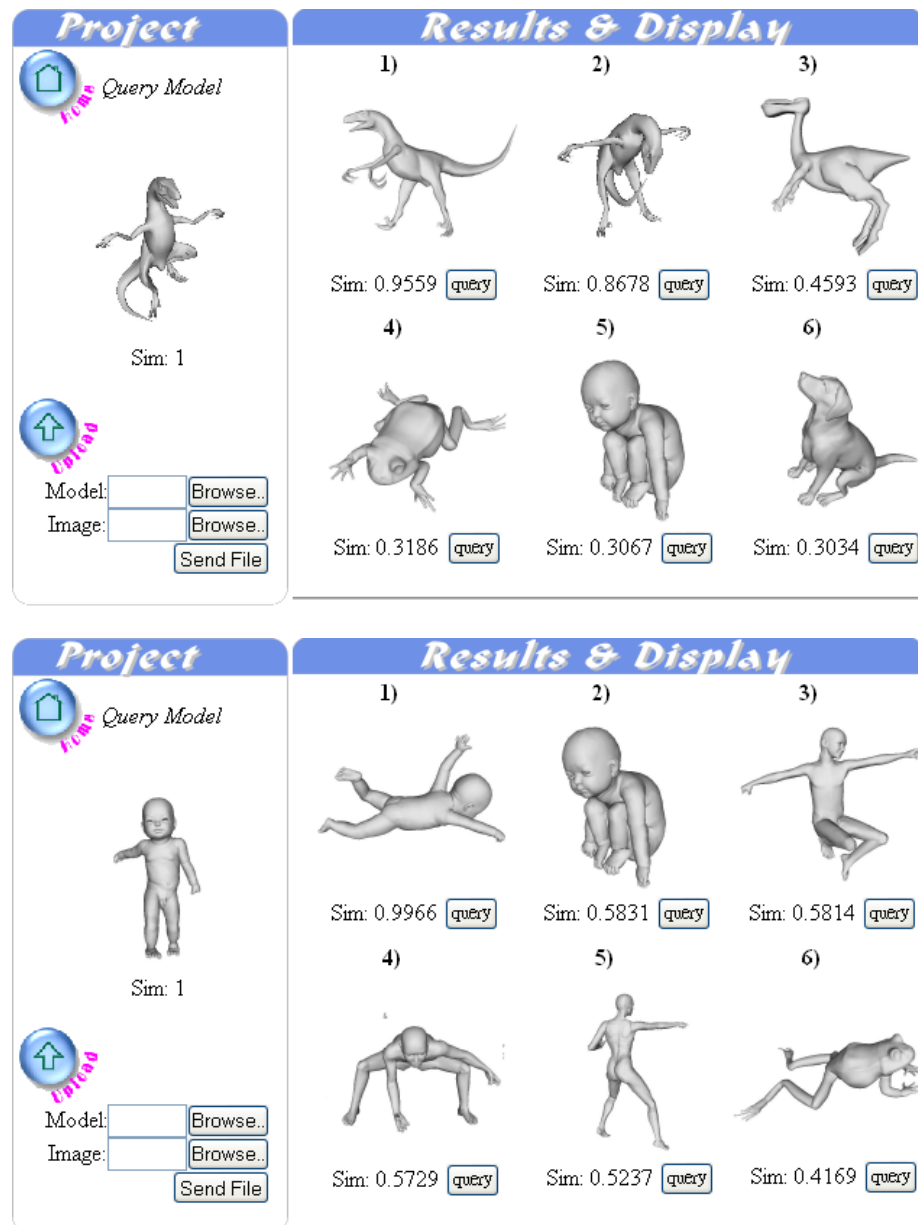 Project
Home
Query Model
Sim: 1
Upload
Model: Browse..
Image: Browse..
Send File
Results & Display
1) 2) 3)
Sim: 0.9559 query Sim: 0.8678 query Sim: 0.4593 query
4) 5) 6)
Sim: 0.3186 query Sim: 0.3067 query Sim: 0.3034 query
Project
Home
Query Model
Sim: 1
Upload
Model: Browse..
Image: Browse..
Send File
Results & Display
1) 2) 3)
Sim: 0.9966 query Sim: 0.5831 query Sim: 0.5814 query
4) 5) 6)
Sim: 0.5729 query Sim: 0.5237 query Sim: 0.4169 query